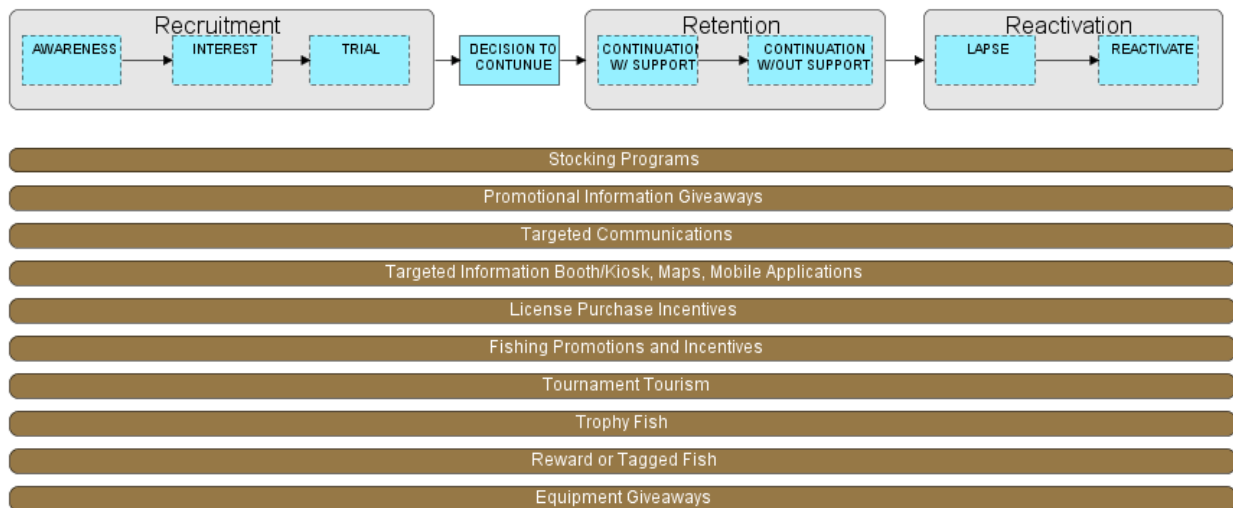 Recruitment
AWARENESS
INTEREST
TRIAL
DECISION TO
CONTUNUE
Retention
CONTINUATION
W/ SUPPORT
CONTINUATION
W/OUT SUPPORT
Reactivation
LAPSE
REACTIVATE
Stocking Programs
Promotional Information Giveaways
Targeted Communications
Targeted Information Booth/Kiosk, Maps, Mobile Applications
License Purchase Incentives
Fishing Promotions and Incentives
Tournament Tourism
Trophy Fish
Reward or Tagged Fish
Equipment Giveaways